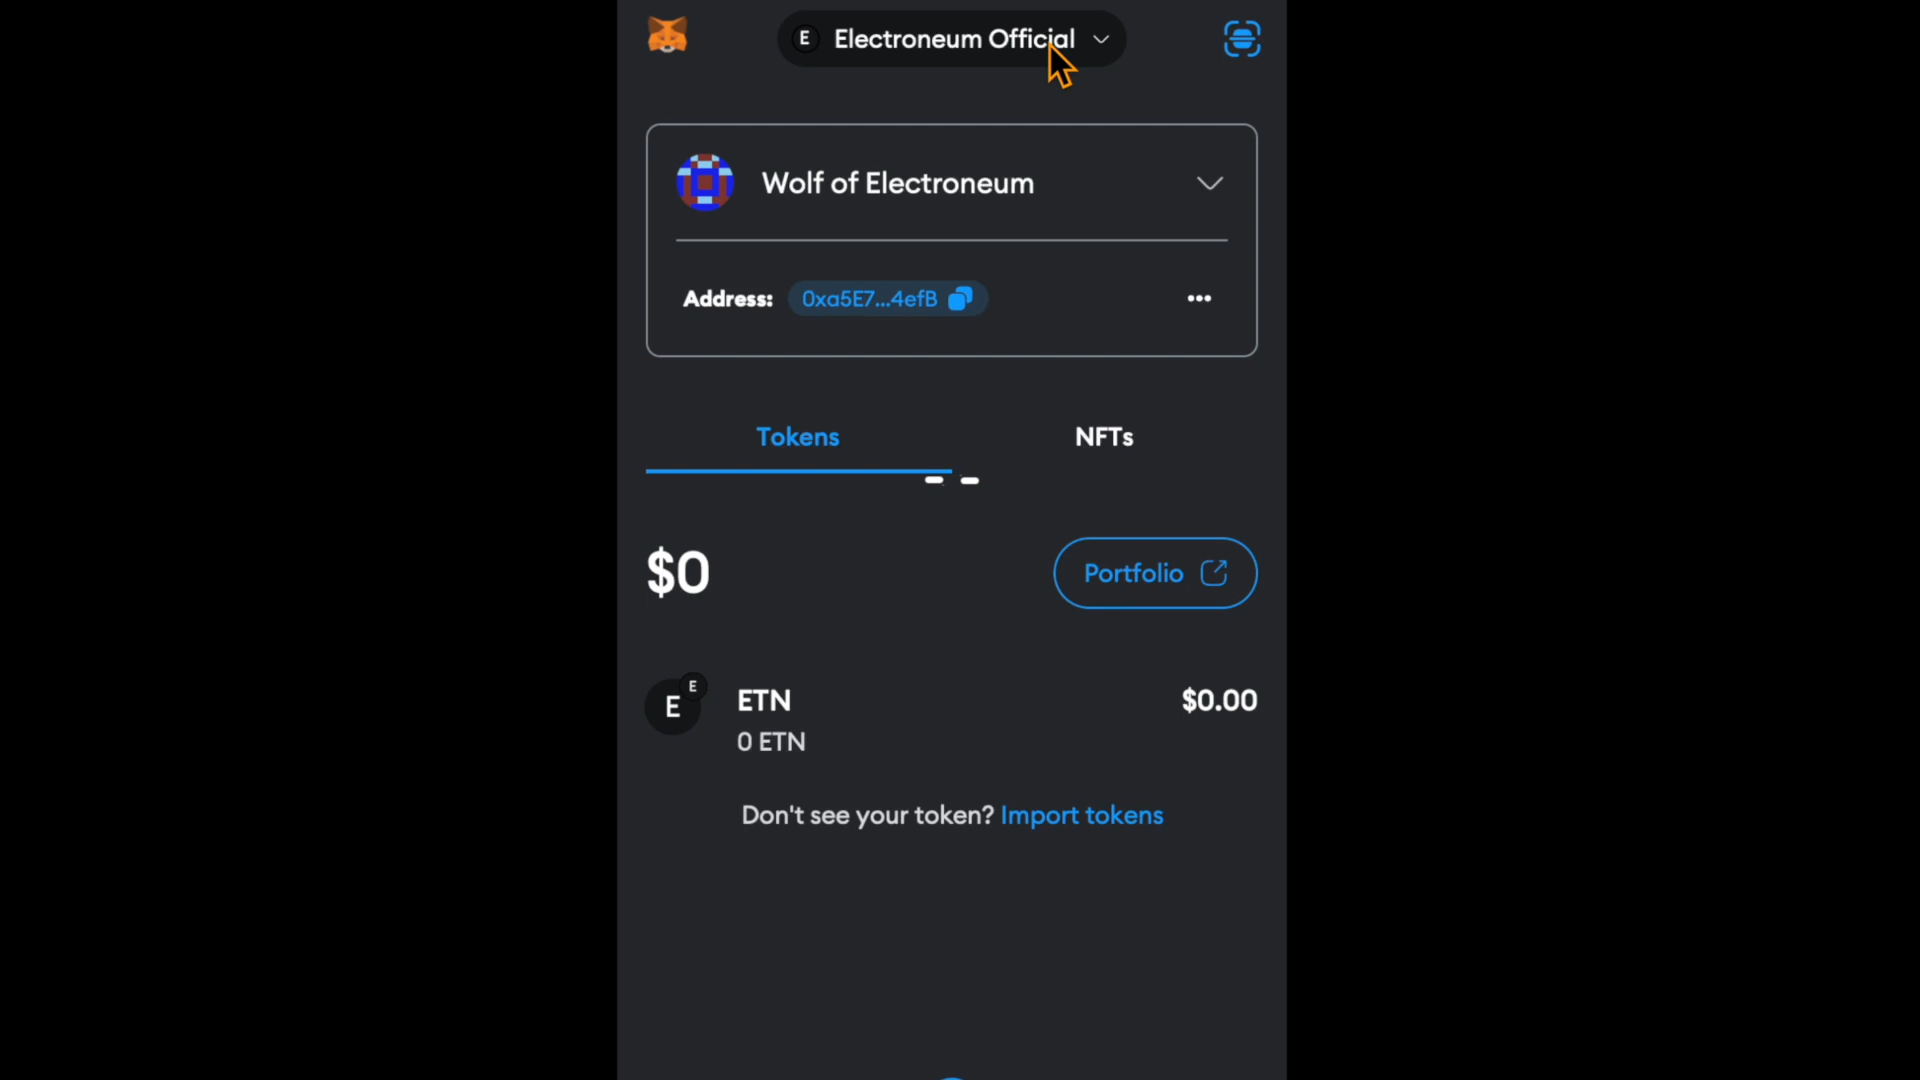 E Electroneum Official
Wolf of Electroneum
Address: 0xa5E7...4efB
Tokens NFTs
$0 Portfolio
E E ETN $0.00
0 ETN
Don't see your token? Import tokens